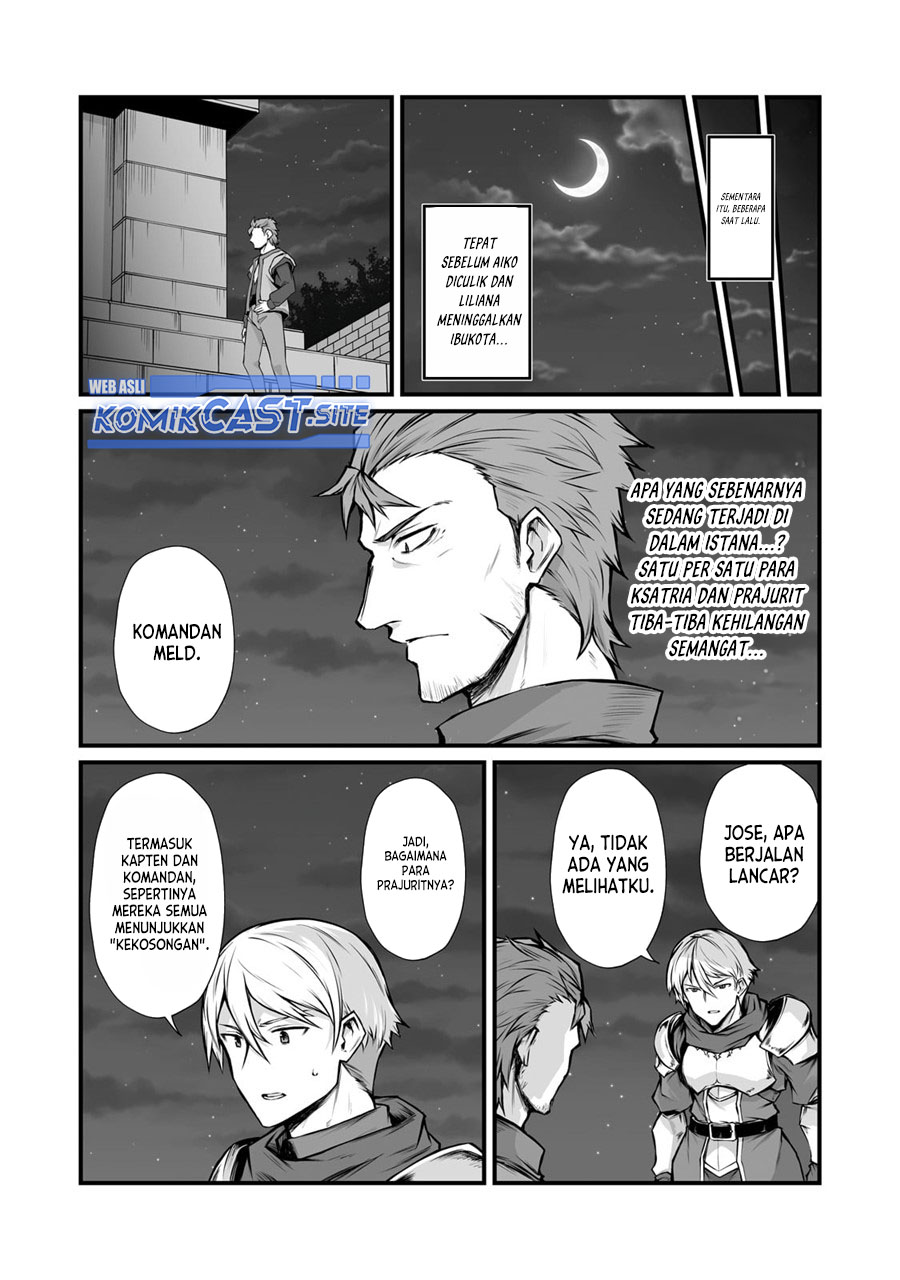 SEMENTARA
ITU, BEBERAPA
SAAT LALU.
TEPAT
SEBELUM AIKO
DICULIK DAN
LILIANA
MENINGGALKAN
IBUKOTA...
WEB ASLI
KOMIKCAST.SITE
APA YANG SEBENARNYA
SEDANG TERJADI DI
DALAM ISTANA...?
SATU PER SATU PARA
KSATRIA DAN PRAJURIT
TIBA-TIBA KEHILANGAN
SEMANGAT...
KOMANDAN
MELD.
JOSE, APA
BERJALAN
LANCAR?
YA, TIDAK
ADA YANG
MELIHATKU.
JADI,
BAGAIMANA
PARA
PRAJURITNYA?
TERMASUK
KAPTEN DAN
KOMANDAN,
SEPERTINYA
MEREKA SEMUA
MENUNJUKKAN
"KEKOSONGAN".